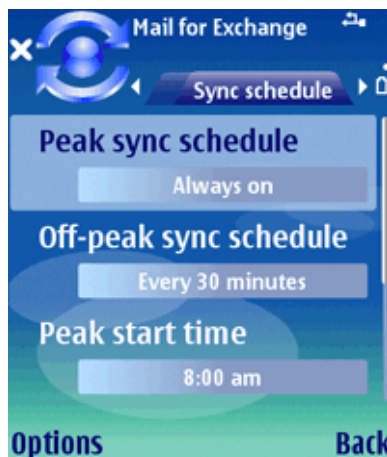 Mail for Exchange
Sync schedule
Peak sync schedule
Always on
Off-peak sync schedule
Every 30 minutes
Peak start time
8:00 am
Options Back